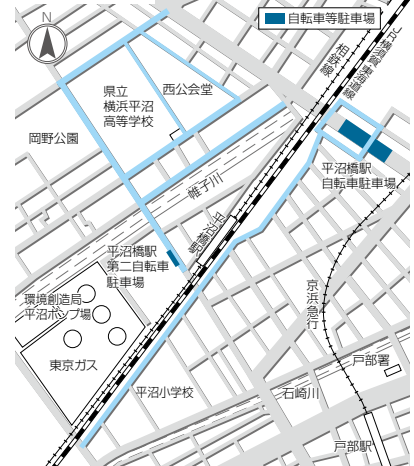 N
自転車等駐車場
JR
横須賀・東海道線
相鉄線
西公会堂
県立
横浜平沼
高等学校
岡野公園
帷子川
平沼橋駅
自転車駐車場
平沼橋駅
平沼橋駅
第二自転車
駐車場
環境創造局
平沼ポンプ場
東京ガス
京浜急行
平沼小学校
石崎川
戸部署
戸部駅